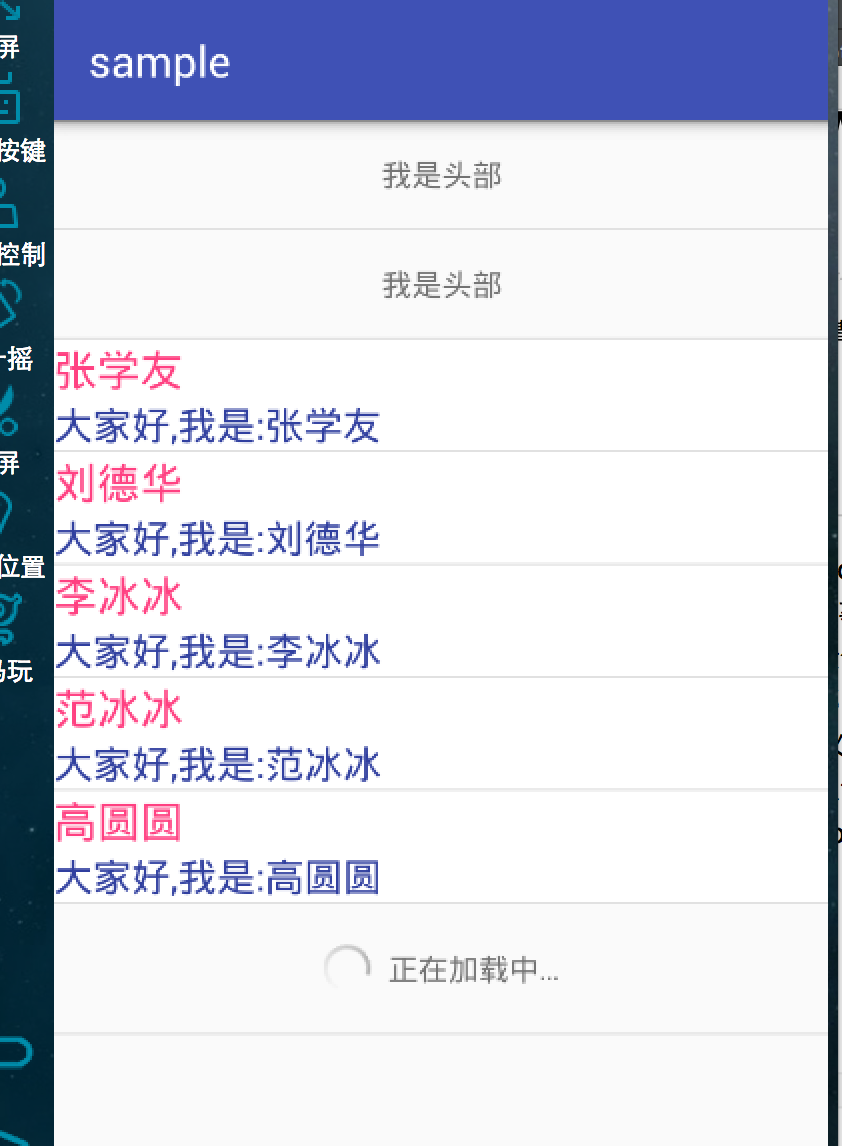 sample
我是头部
我是头部
张学友
大家好,我是:张学友
刘德华
大家好,我是:刘德华
李冰冰
大家好,我是:李冰冰
范冰冰
大家好,我是:范冰冰
高圆圆
大家好,我是:高圆圆
正在加载中...
屏
按键
控制
摇
屏
位置
玩